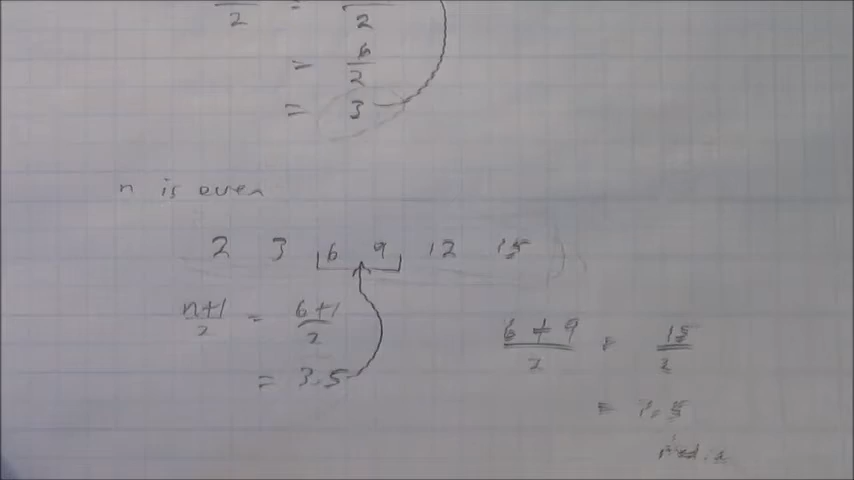 /2 = /2
= 6/2
= 3
n is even
2 3 6 9 12 15
n+1/2 = 6+1/2
= 3.5
6 + 9/2 = 15/2
= 7.5